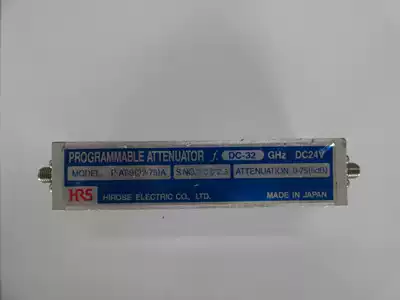 PROGRAMMABLE ATTENUATOR f. DC-32 GHz DC24V
MODEL. S.NO. ATTENUATION 0-75(5dB)
HRS HIROSE ELECTRIC CO., LTD. MADE IN JAPAN